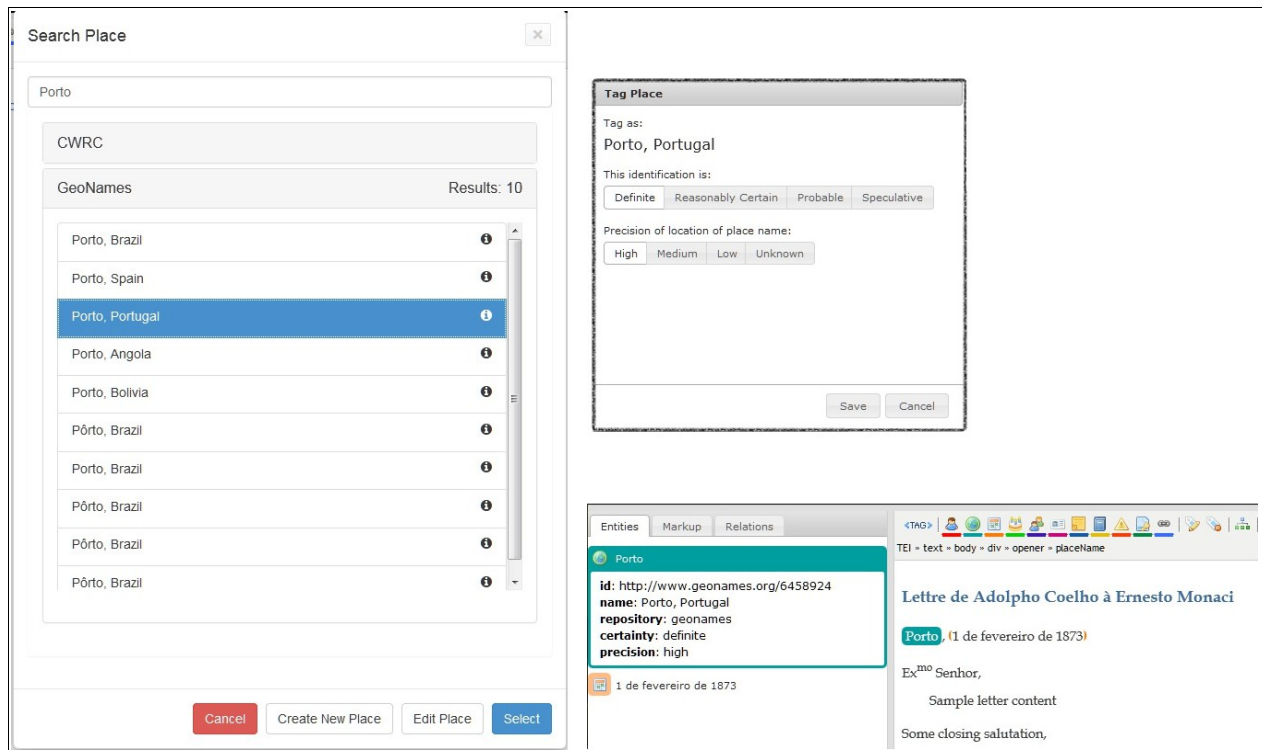 Search Place
×
Porto
CWRC
GeoNames Results: 10
Porto, Brazil
Porto, Spain
Porto, Portugal
Porto, Angola
Porto, Bolivia
Pôrto, Brazil
Porto, Brazil
Pôrto, Brazil
Pôrto, Brazil
Pôrto, Brazil
Cancel Create New Place Edit Place Select
Tag Place
Tag as:
Porto, Portugal
This identification is:
Definite Reasonably Certain Probable Speculative
Precision of location of place name:
High Medium Low Unknown
Save Cancel
Entities Markup Relations
Porto
id: http://www.geonames.org/6458924
name: Porto, Portugal
repository: geonames
certainty: definite
precision: high
1 de fevereiro de 1873
<TAG>
TEI » text » body » div » opener » placeName
Lettre de Adolpho Coelho à Ernesto Monaci
Porto, (1 de fevereiro de 1873)
Exmo Senhor,
Sample letter content
Some closing salutation,